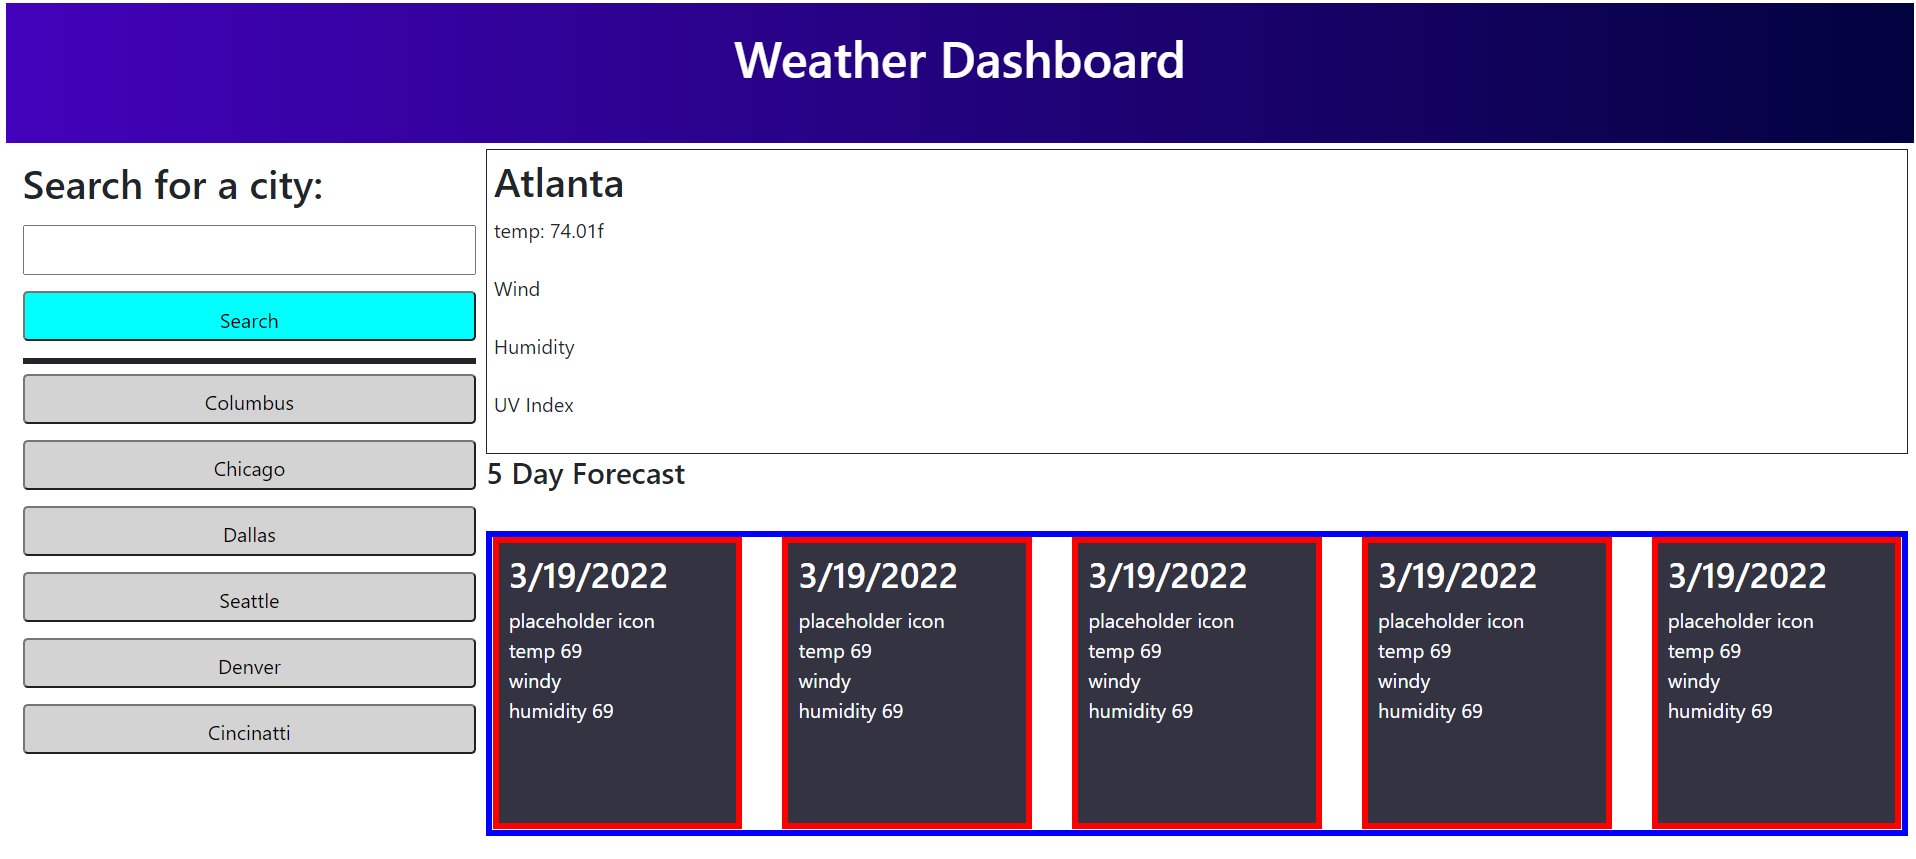 Weather Dashboard
Search for a city:
Search
Columbus
Chicago
Dallas
Seattle
Denver
Cincinatti
Atlanta
temp: 74.01f
Wind
Humidity
UV Index
5 Day Forecast
3/19/2022
placeholder icon
temp 69
windy
humidity 69
3/19/2022
placeholder icon
temp 69
windy
humidity 69
3/19/2022
placeholder icon
temp 69
windy
humidity 69
3/19/2022
placeholder icon
temp 69
windy
humidity 69
3/19/2022
placeholder icon
temp 69
windy
humidity 69